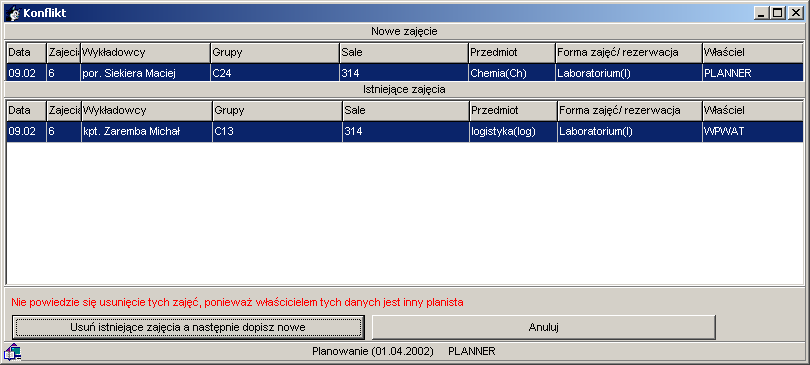 Konflikt
Nowe zajęcie
Data Zajęcia Wykładowcy Grupy Sale Przedmiot Forma zajęć/ rezerwacja Właściel
09.02 6 por. Siekiera Maciej C24 314 Chemia(Ch) Laboratorium(l) PLANNER
Istniejące zajęcia
Data Zajęcia Wykładowcy Grupy Sale Przedmiot Forma zajęć/ rezerwacja Właściel
09.02 6 kpt. Zaremba Michał C13 314 logistyka(log) Laboratorium(l) WPWAT
Nie powiedzie się usunięcie tych zajęć, ponieważ właścicielem tych danych jest inny planista
Usuń istniejące zajęcia a następnie dopisz nowe Anuluj
Planowanie (01.04.2002) PLANNER